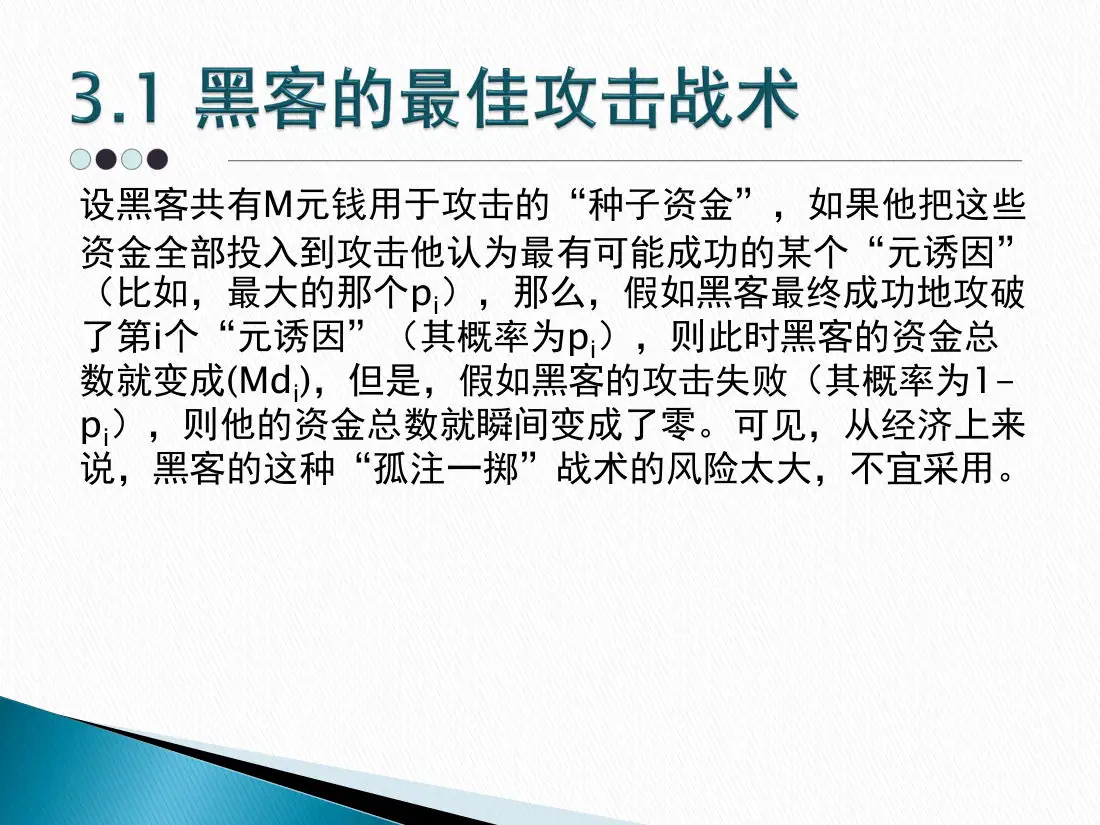 3.1 黑客的最佳攻击战术
设黑客共有M元钱用于攻击的“种子资金”，如果他把这些
资金全部投入到攻击他认为最有可能成功的某个“元诱因”
（比如，最大的那个pi），那么，假如黑客最终成功地攻破
了第i个“元诱因”（其概率为pi），则此时黑客的资金总
数就变成(Mdi)，但是，假如黑客的攻击失败（其概率为1-
pi），则他的资金总数就瞬间变成了零。可见，从经济上来
说，黑客的这种“孤注一掷”战术的风险太大，不宜采用。